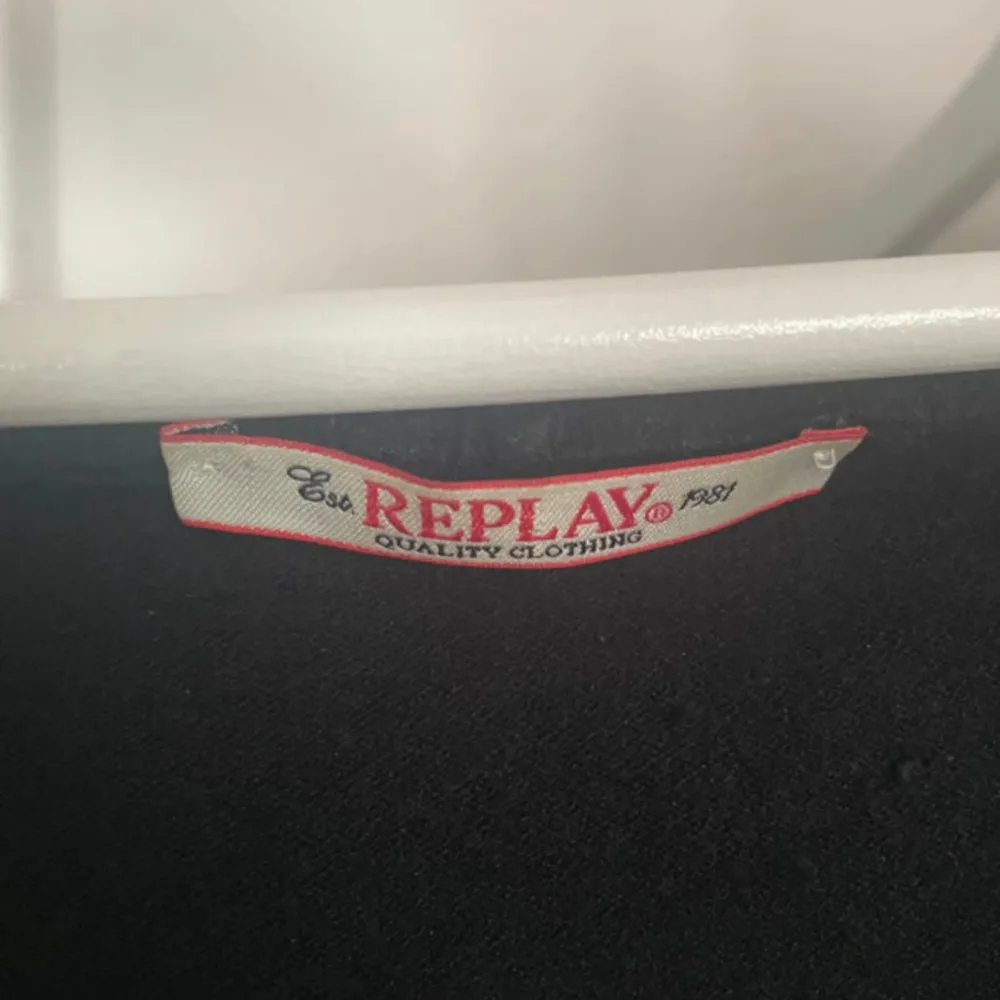 Est. REPLAY® 1981
QUALITY CLOTHING